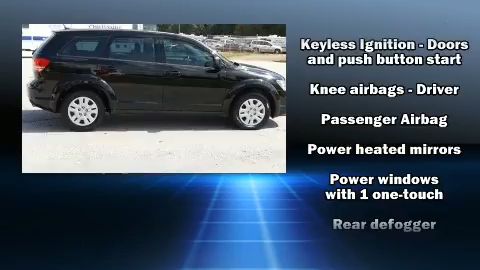 Keyless Ignition - Doors
and push button start
Knee airbags - Driver
Passenger Airbag
Power heated mirrors
Power windows
with 1 one-touch
Rear defogger